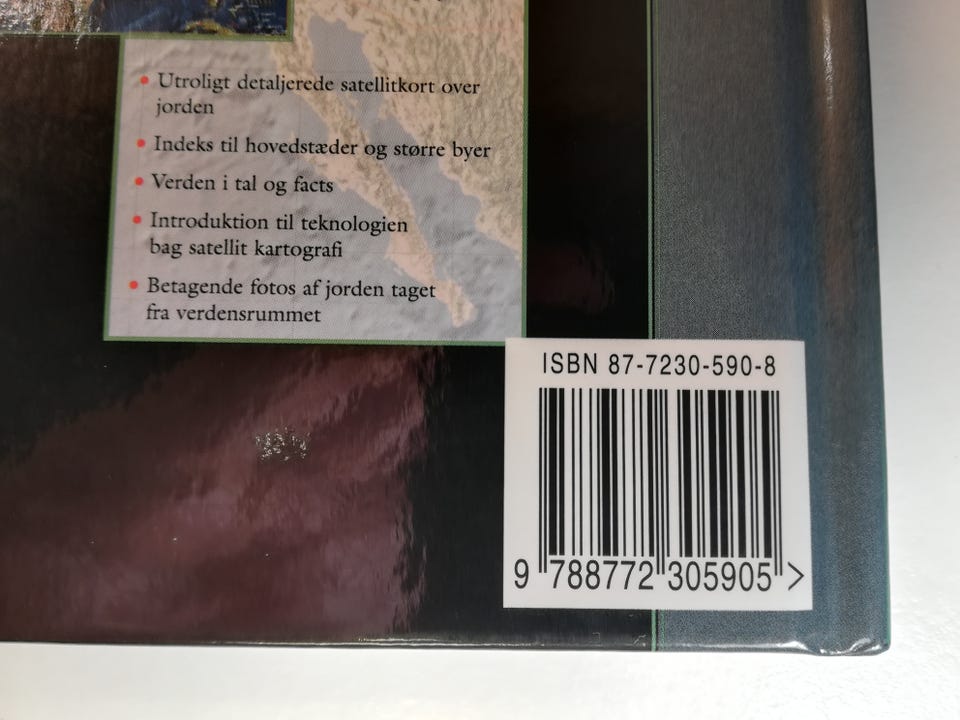 • Utroligt detaljerede satellitkort over
jorden
• Indeks til hovedstæder og større byer
• Verden i tal og facts
• Introduktion til teknologien
bag satellit kartografi
• Betagende fotos af jorden taget
fra verdensrummet
ISBN 87-7230-590-8
9 788772 305905 >